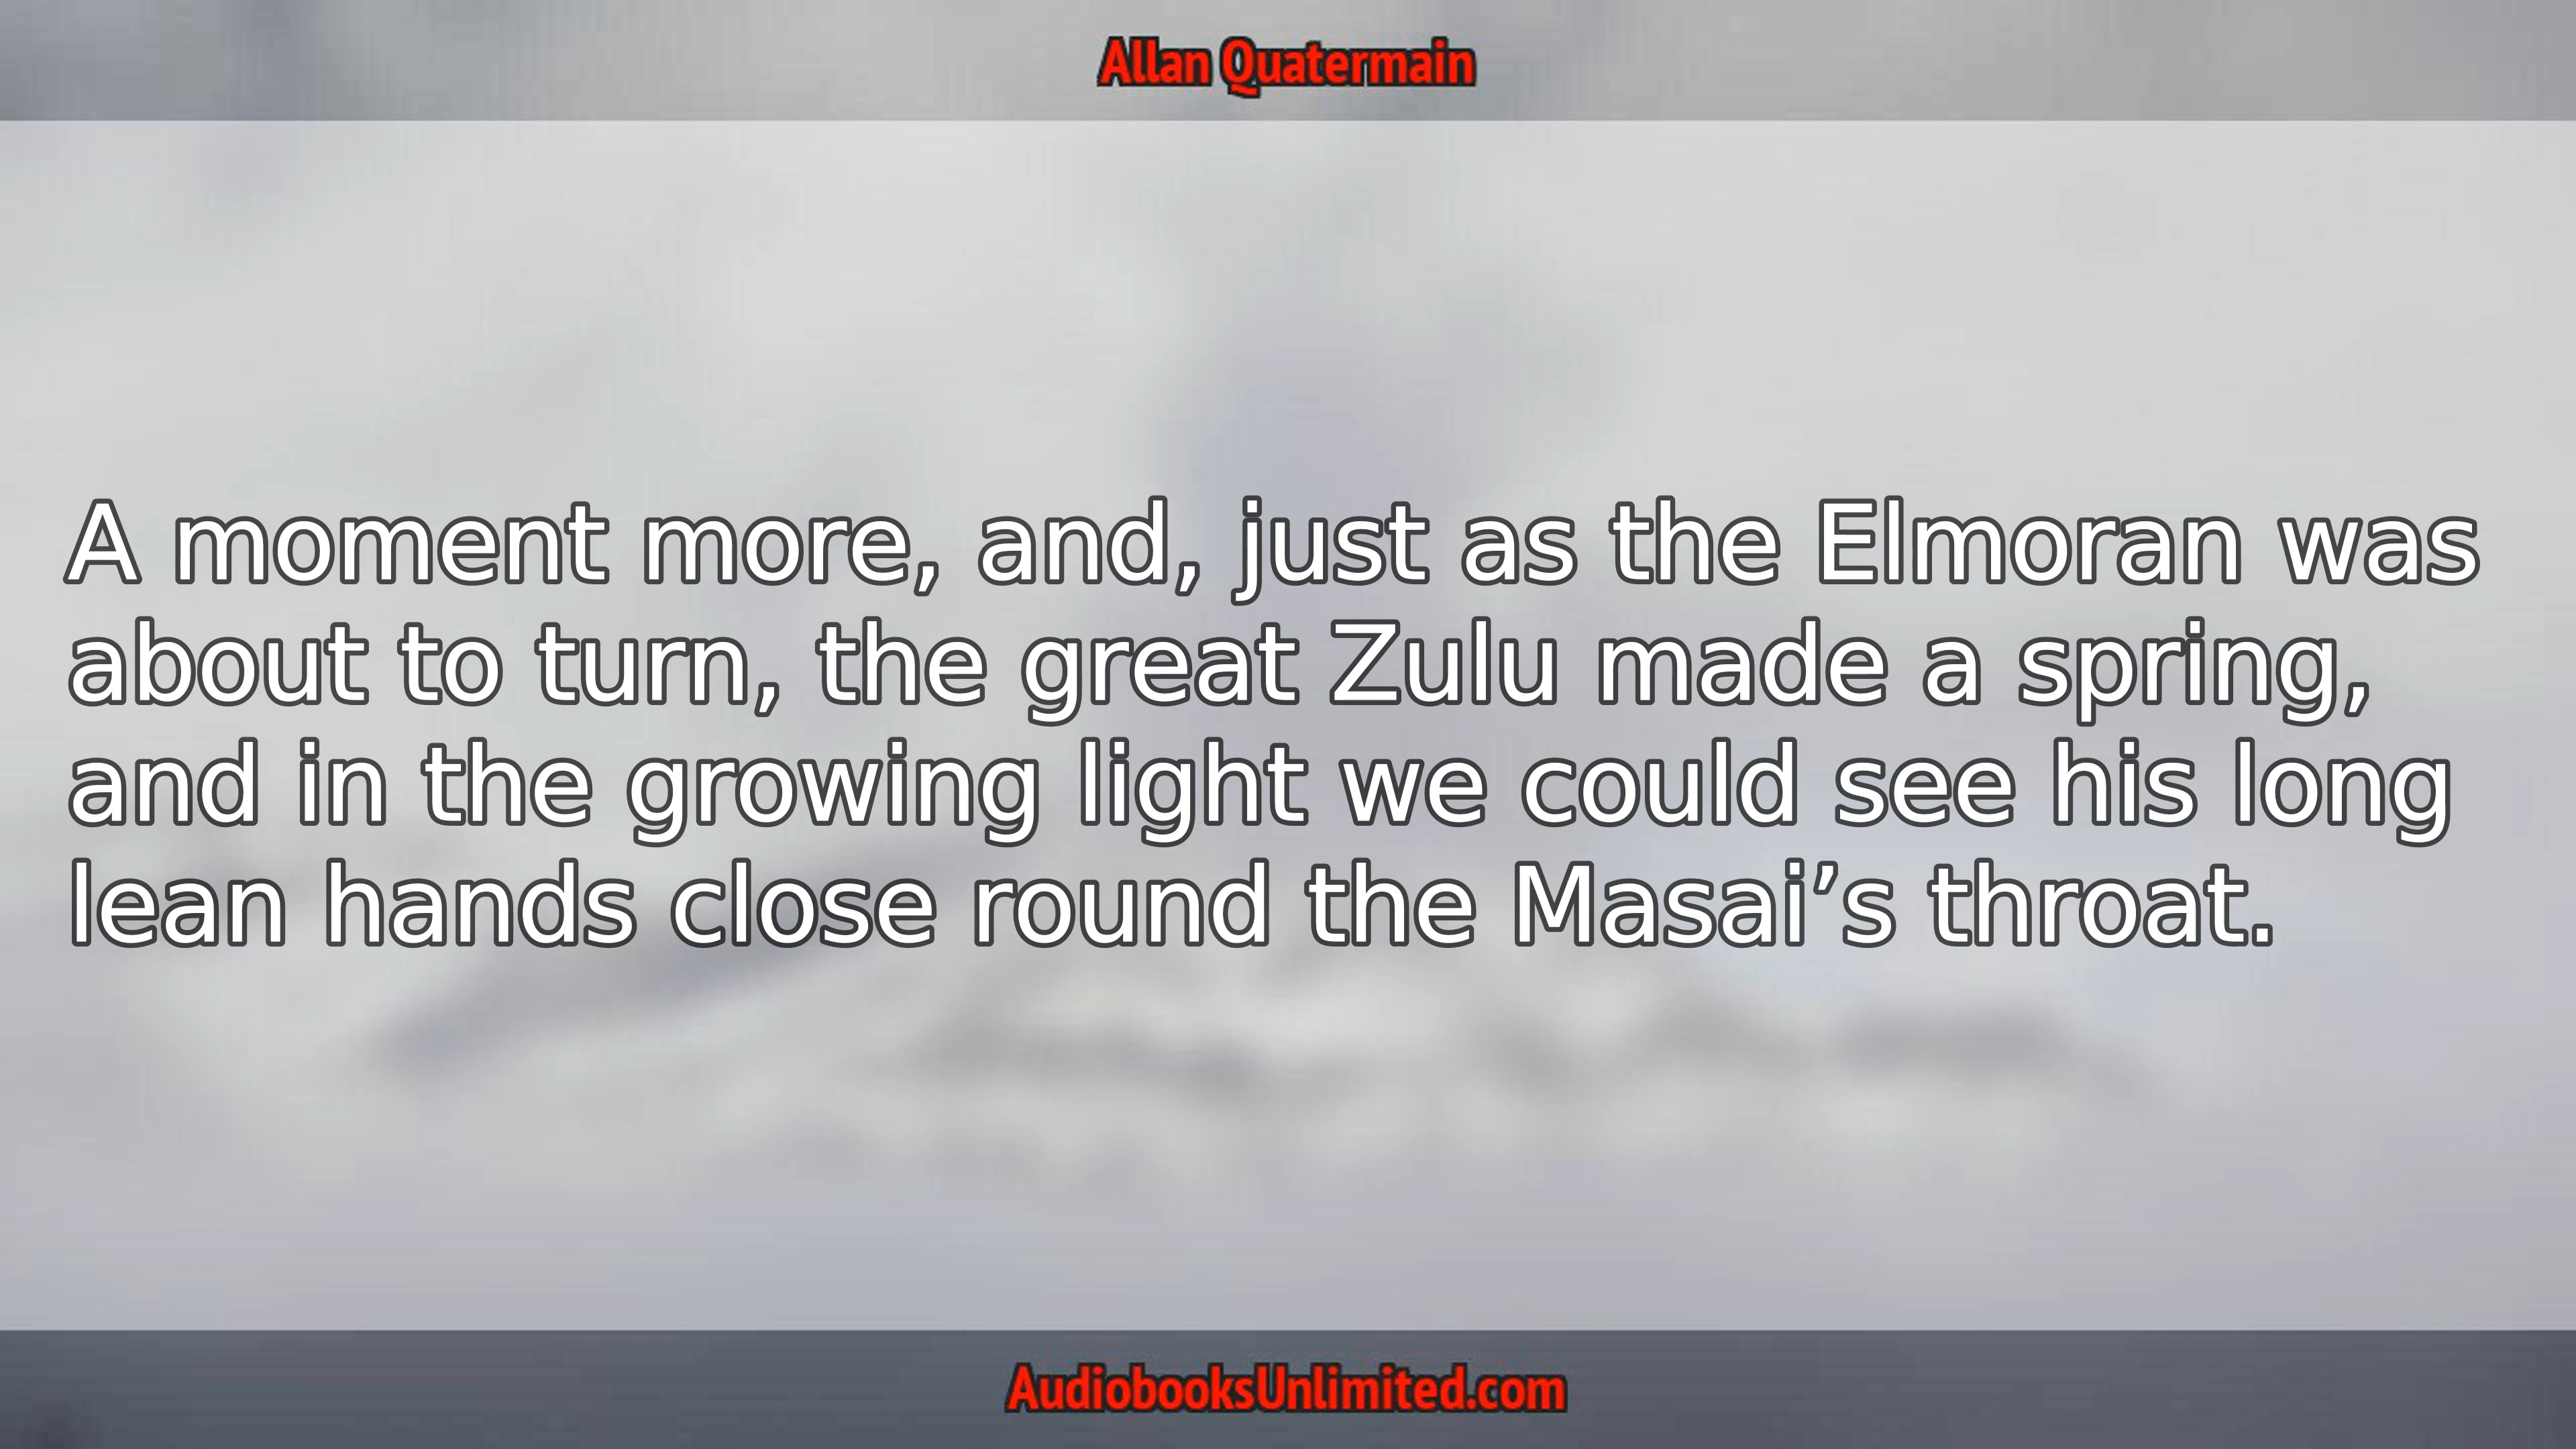 Allan Quatermain
A moment more, and, just as the Elmoran was
about to turn, the great Zulu made a spring,
and in the growing light we could see his long
lean hands close round the Masai’s throat.
AudiobooksUnlimited.com